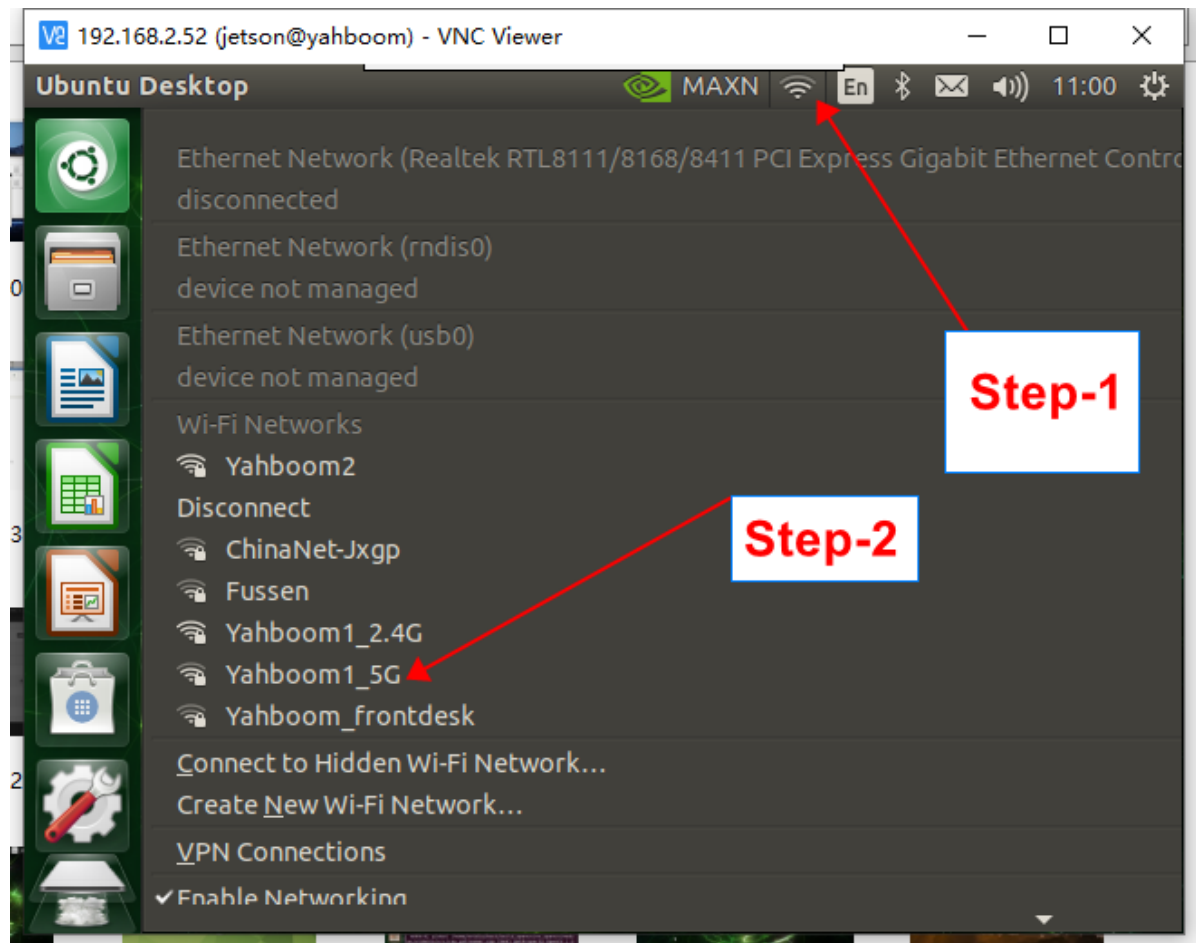 V2 192.168.2.52 (jetson@yahboom) - VNC Viewer
Ubuntu Desktop MAXN En 11:00
Ethernet Network (Realtek RTL8111/8168/8411 PCI Express Gigabit Ethernet Contro
disconnected
Ethernet Network (rndis0)
device not managed
Ethernet Network (usb0)
device not managed
Step-1
Wi-Fi Networks
Yahboom2
Disconnect
Step-2
ChinaNet-Jxgp
Fussen
Yahboom1_2.4G
Yahboom1_5G
Yahboom_frontdesk
Connect to Hidden Wi-Fi Network...
Create New Wi-Fi Network...
VPN Connections
Enable Networking